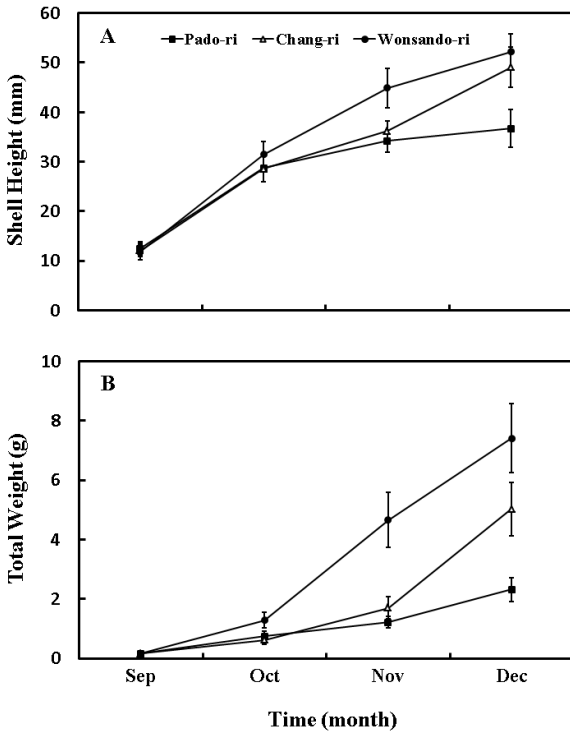 60
A
Pado-ri Chang-ri Wonsando-ri
50
40
30
20
10
0
Shell Height (mm)
10
B
8
6
4
2
0
Total Weight (g)
Sep Oct Nov Dec
Time (month)